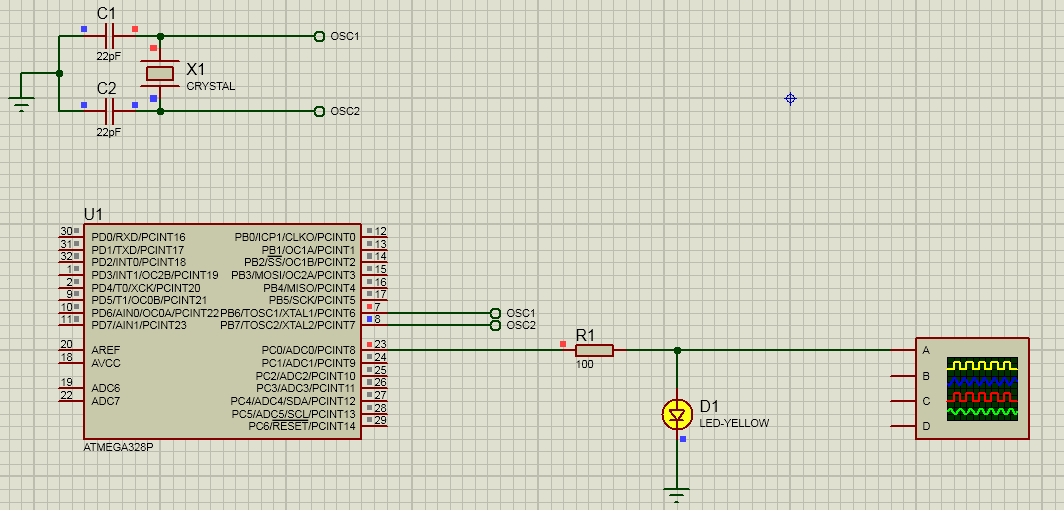 C1
22pF
OSC1
X1
CRYSTAL
C2
22pF
OSC2
U1
30 PD0/RXD/PCINT16 PB0/ICP1/CLKO/PCINT0 12
31 PD1/TXD/PCINT17 PB1/OC1A/PCINT1 13
32 PD2/INT0/PCINT18 PB2/SS/OC1B/PCINT2 14
1 PD3/INT1/OC2B/PCINT19 PB3/MOSI/OC2A/PCINT3 15
2 PD4/T0/XCK/PCINT20 PB4/MISO/PCINT4 16
9 PD5/T1/OC0B/PCINT21 PB5/SCK/PCINT5 17
10 PD6/AIN0/OC0A/PCINT22 PB6/TOSC1/XTAL1/PCINT6 7 OSC1
11 PD7/AIN1/PCINT23 PB7/TOSC2/XTAL2/PCINT7 8 OSC2
20 AREF PC0/ADC0/PCINT8 23
18 AVCC PC1/ADC1/PCINT9 24
PC2/ADC2/PCINT10 25
19 ADC6 PC3/ADC3/PCINT11 26
22 ADC7 PC4/ADC4/SDA/PCINT12 27
PC5/ADC5/SCL/PCINT13 28
PC6/RESET/PCINT14 29
ATMEGA328P
R1
100
D1
LED-YELLOW
A
B
C
D